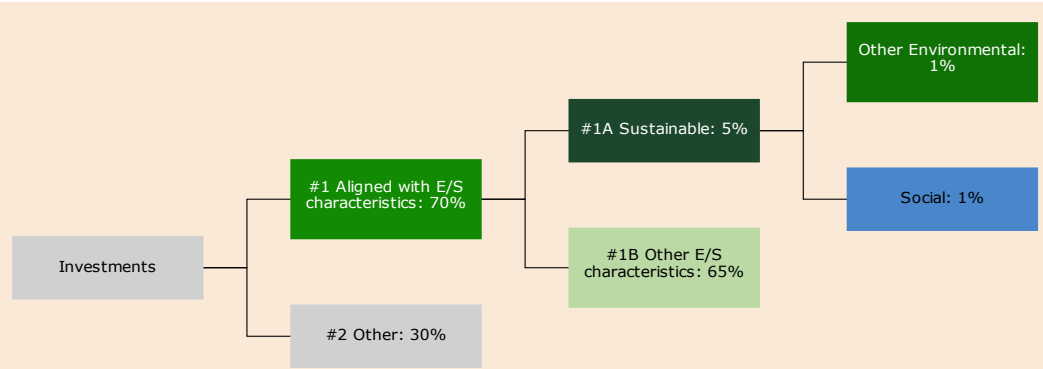 Other Environmental:
1%
#1A Sustainable: 5%
#1 Aligned with E/S
characteristics: 70%
Social: 1%
#1B Other E/S
characteristics: 65%
Investments
#2 Other: 30%